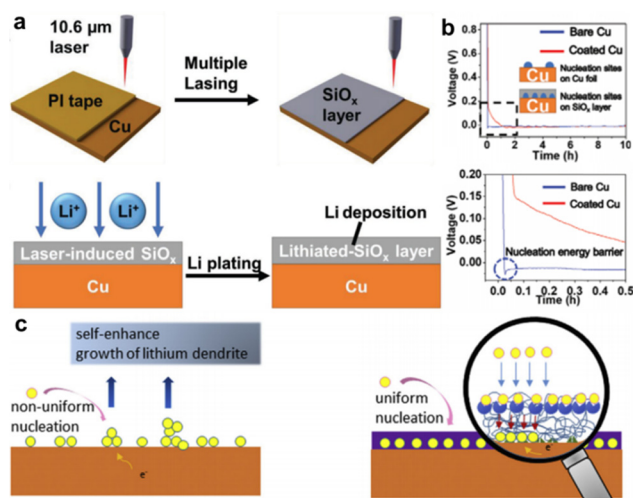 a
10.6 μm
laser
Multiple
Lasing
PI tape
Cu
SiOx
layer
Li+
Li+
Laser-induced SiOx
Cu
Li plating
Li deposition
Lithiated-SiOx layer
Cu
b
Voltage (V)
0.8
0.6
0.4
0.2
0.0
Bare Cu
Coated Cu
Cu
Nucleation sites
on Cu foil
Cu
Nucleation sites
on SiOx layer
0 2 4 6 8 10
Time (h)
Voltage (V)
0.20
0.15
0.10
0.05
0.00
Bare Cu
Coated Cu
Nucleation energy
barrier
0.0 0.1 0.2 0.3 0.4 0.5
Time (h)
c
self-enhance
growth of lithium dendrite
non-uniform
nucleation
e-
uniform
nucleation
e-